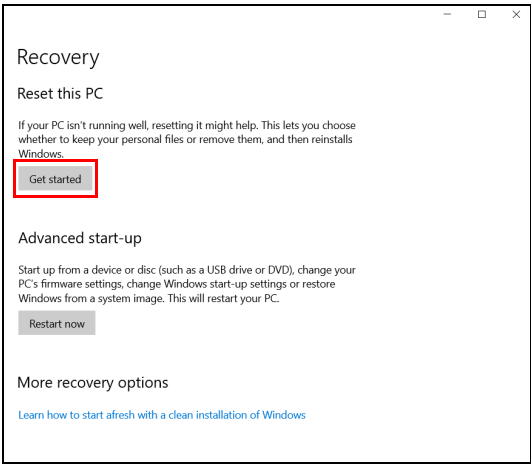 Recovery
Reset this PC
If your PC isn't running well, resetting it might help. This lets you choose
whether to keep your personal files or remove them, and then reinstalls
Windows.
Get started
Advanced start-up
Start up from a device or disc (such as a USB drive or DVD), change your
PC's firmware settings, change Windows start-up settings or restore
Windows from a system image. This will restart your PC.
Restart now
More recovery options
Learn how to start afresh with a clean installation of Windows